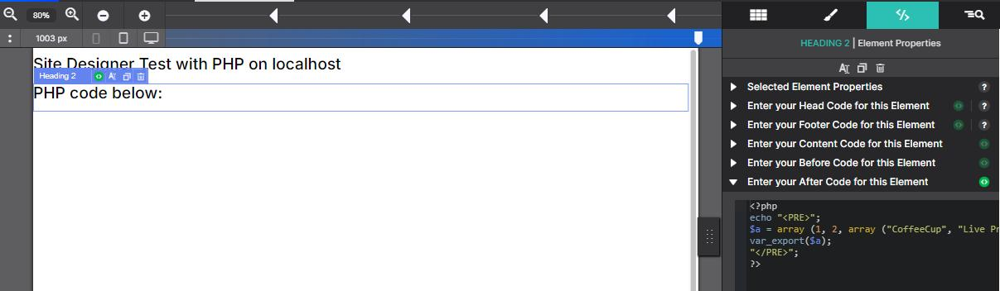 80%
1003 px
HEADING 2 | Element Properties
Site Designer Test with PHP on localhost
Heading 2
PHP code below:
Selected Element Properties ?
Enter your Head Code for this Element ?
Enter your Footer Code for this Element ?
Enter your Content Code for this Element
Enter your Before Code for this Element
Enter your After Code for this Element
<?php
echo "<PRE>";
$a = array (1, 2, array ("CoffeeCup", "Live Pr
var_export($a);
"</PRE>";
?>